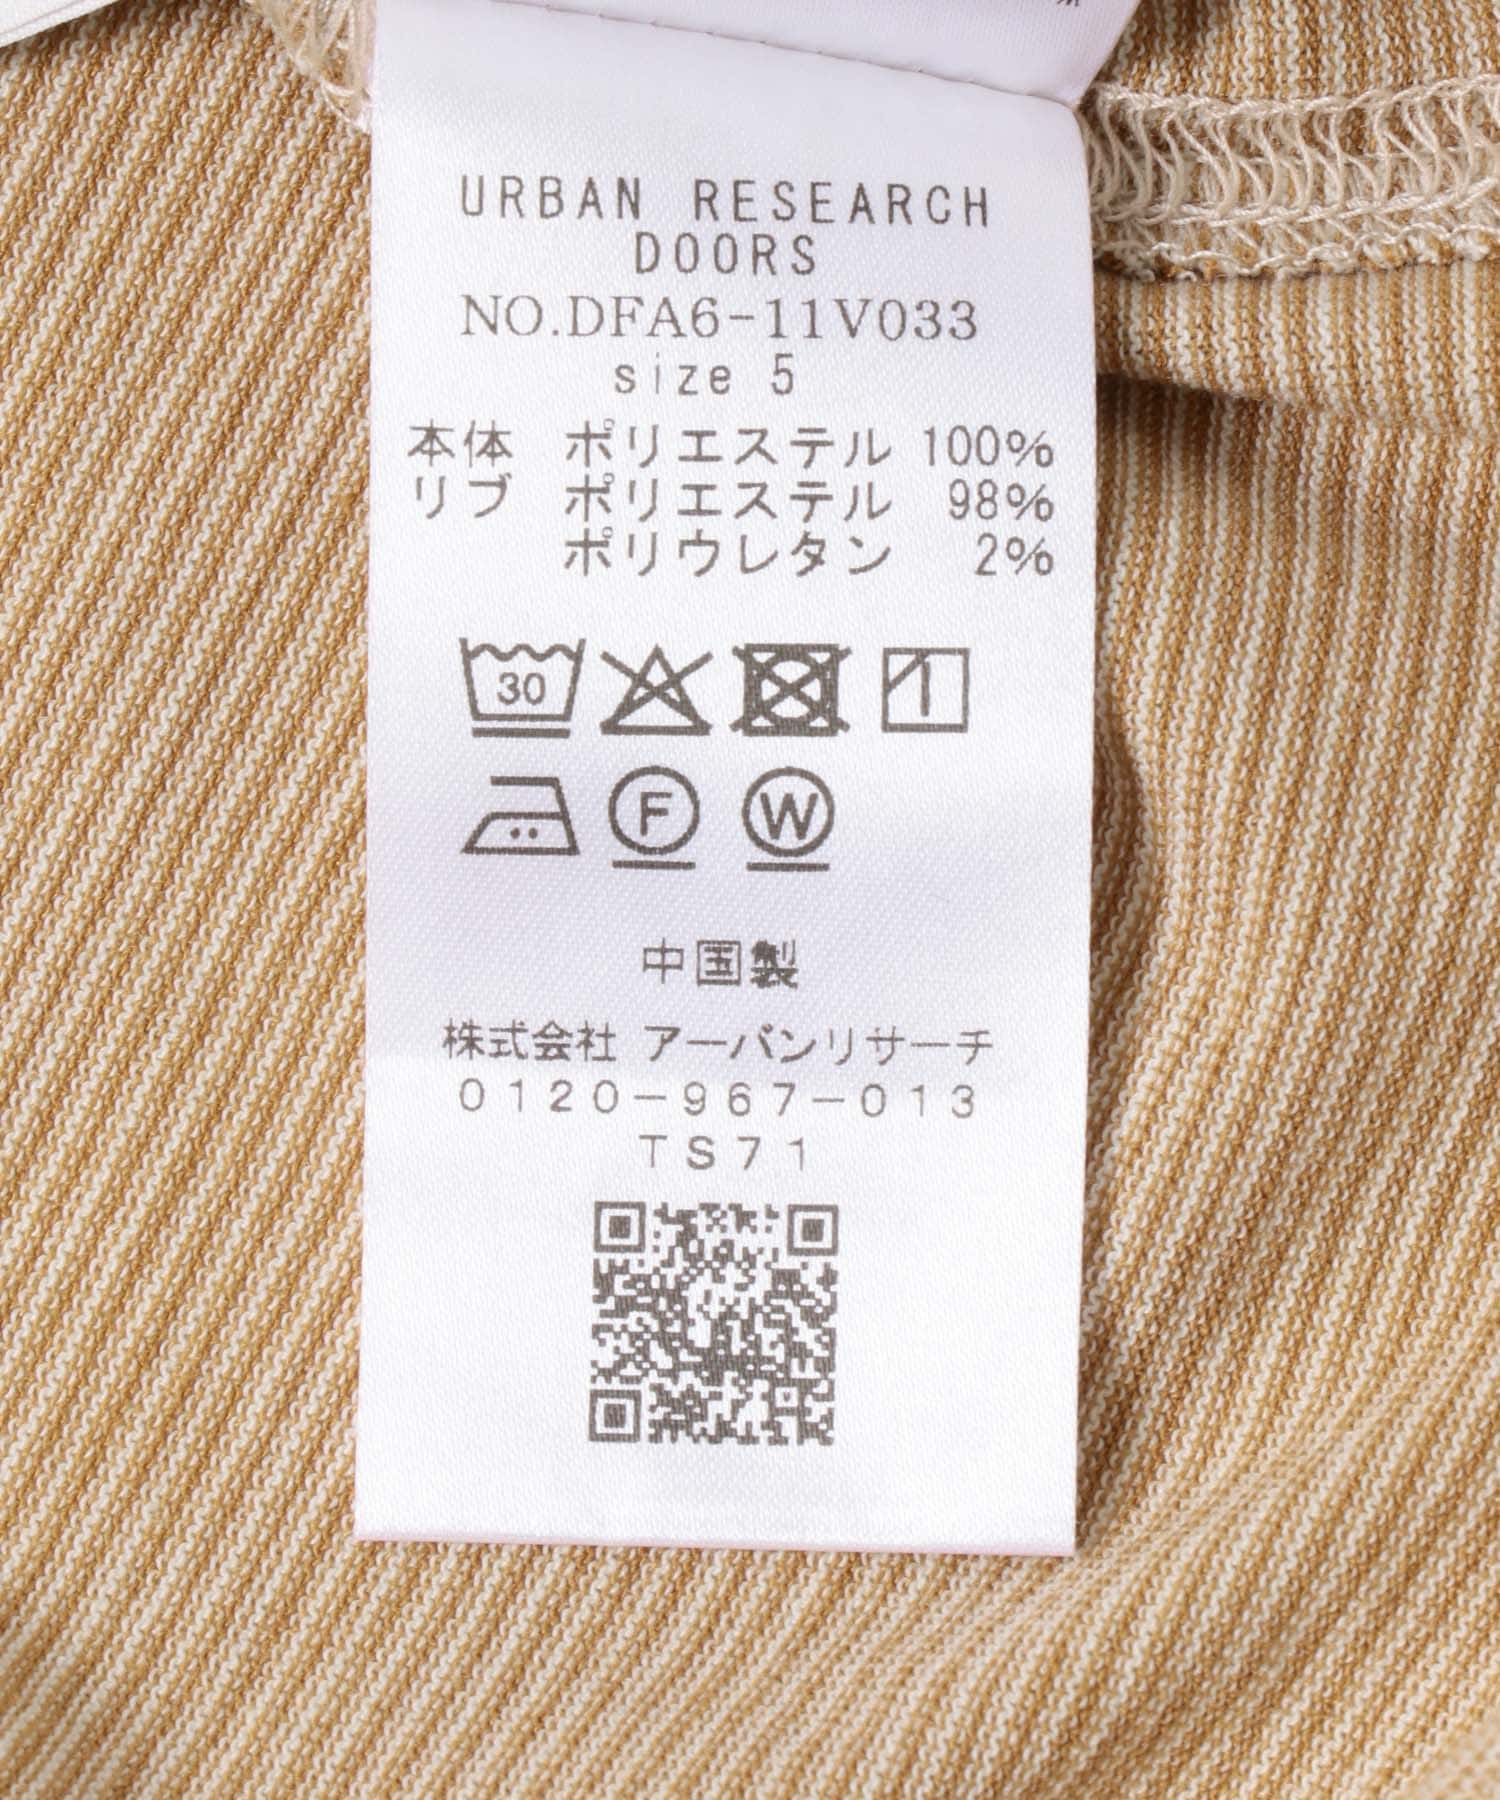 URBAN RESEARCH
DOORS
NO.DFA6-11V033
size 5
本体 ポリエステル 100%
リブ ポリエステル 98%
ポリウレタン 2%
30
F W
中国製
株式会社 アーバンリサーチ
0120-967-013
TS71